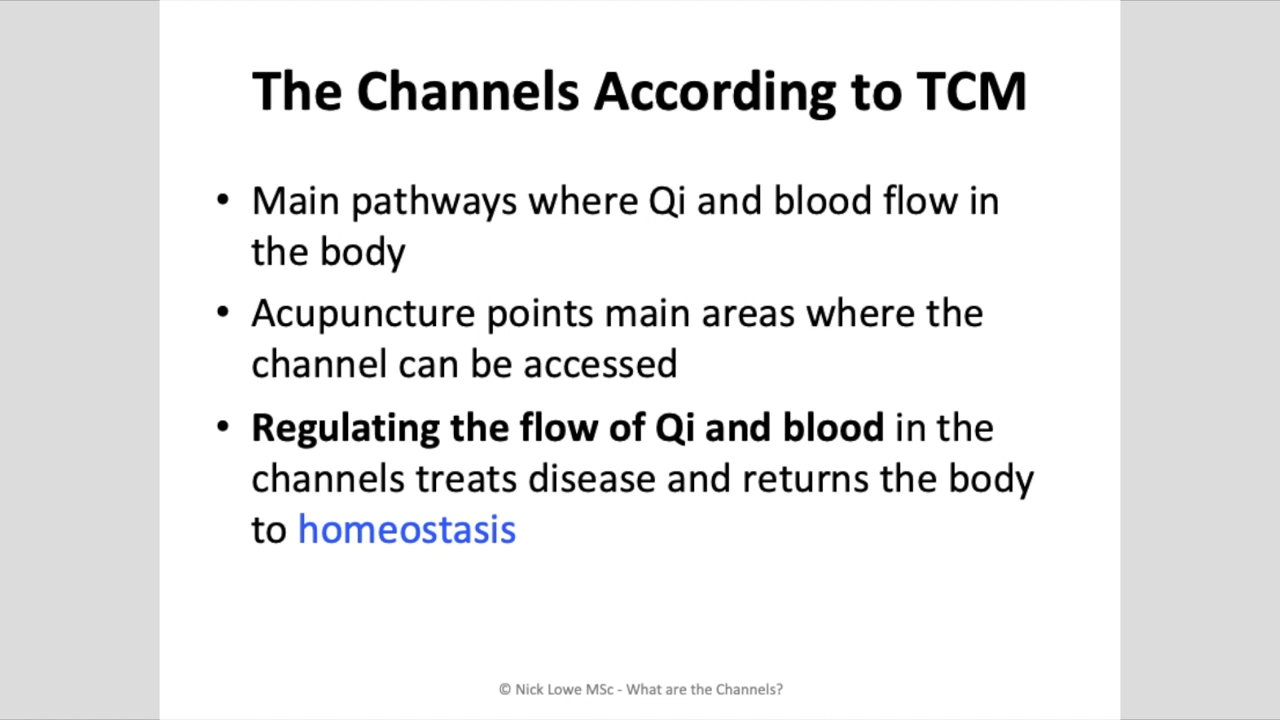 The Channels According to TCM
• Main pathways where Qi and blood flow in
the body
• Acupuncture points main areas where the
channel can be accessed
• Regulating the flow of Qi and blood in the
channels treats disease and returns the body
to homeostasis
© Nick Lowe MSc - What are the Channels?